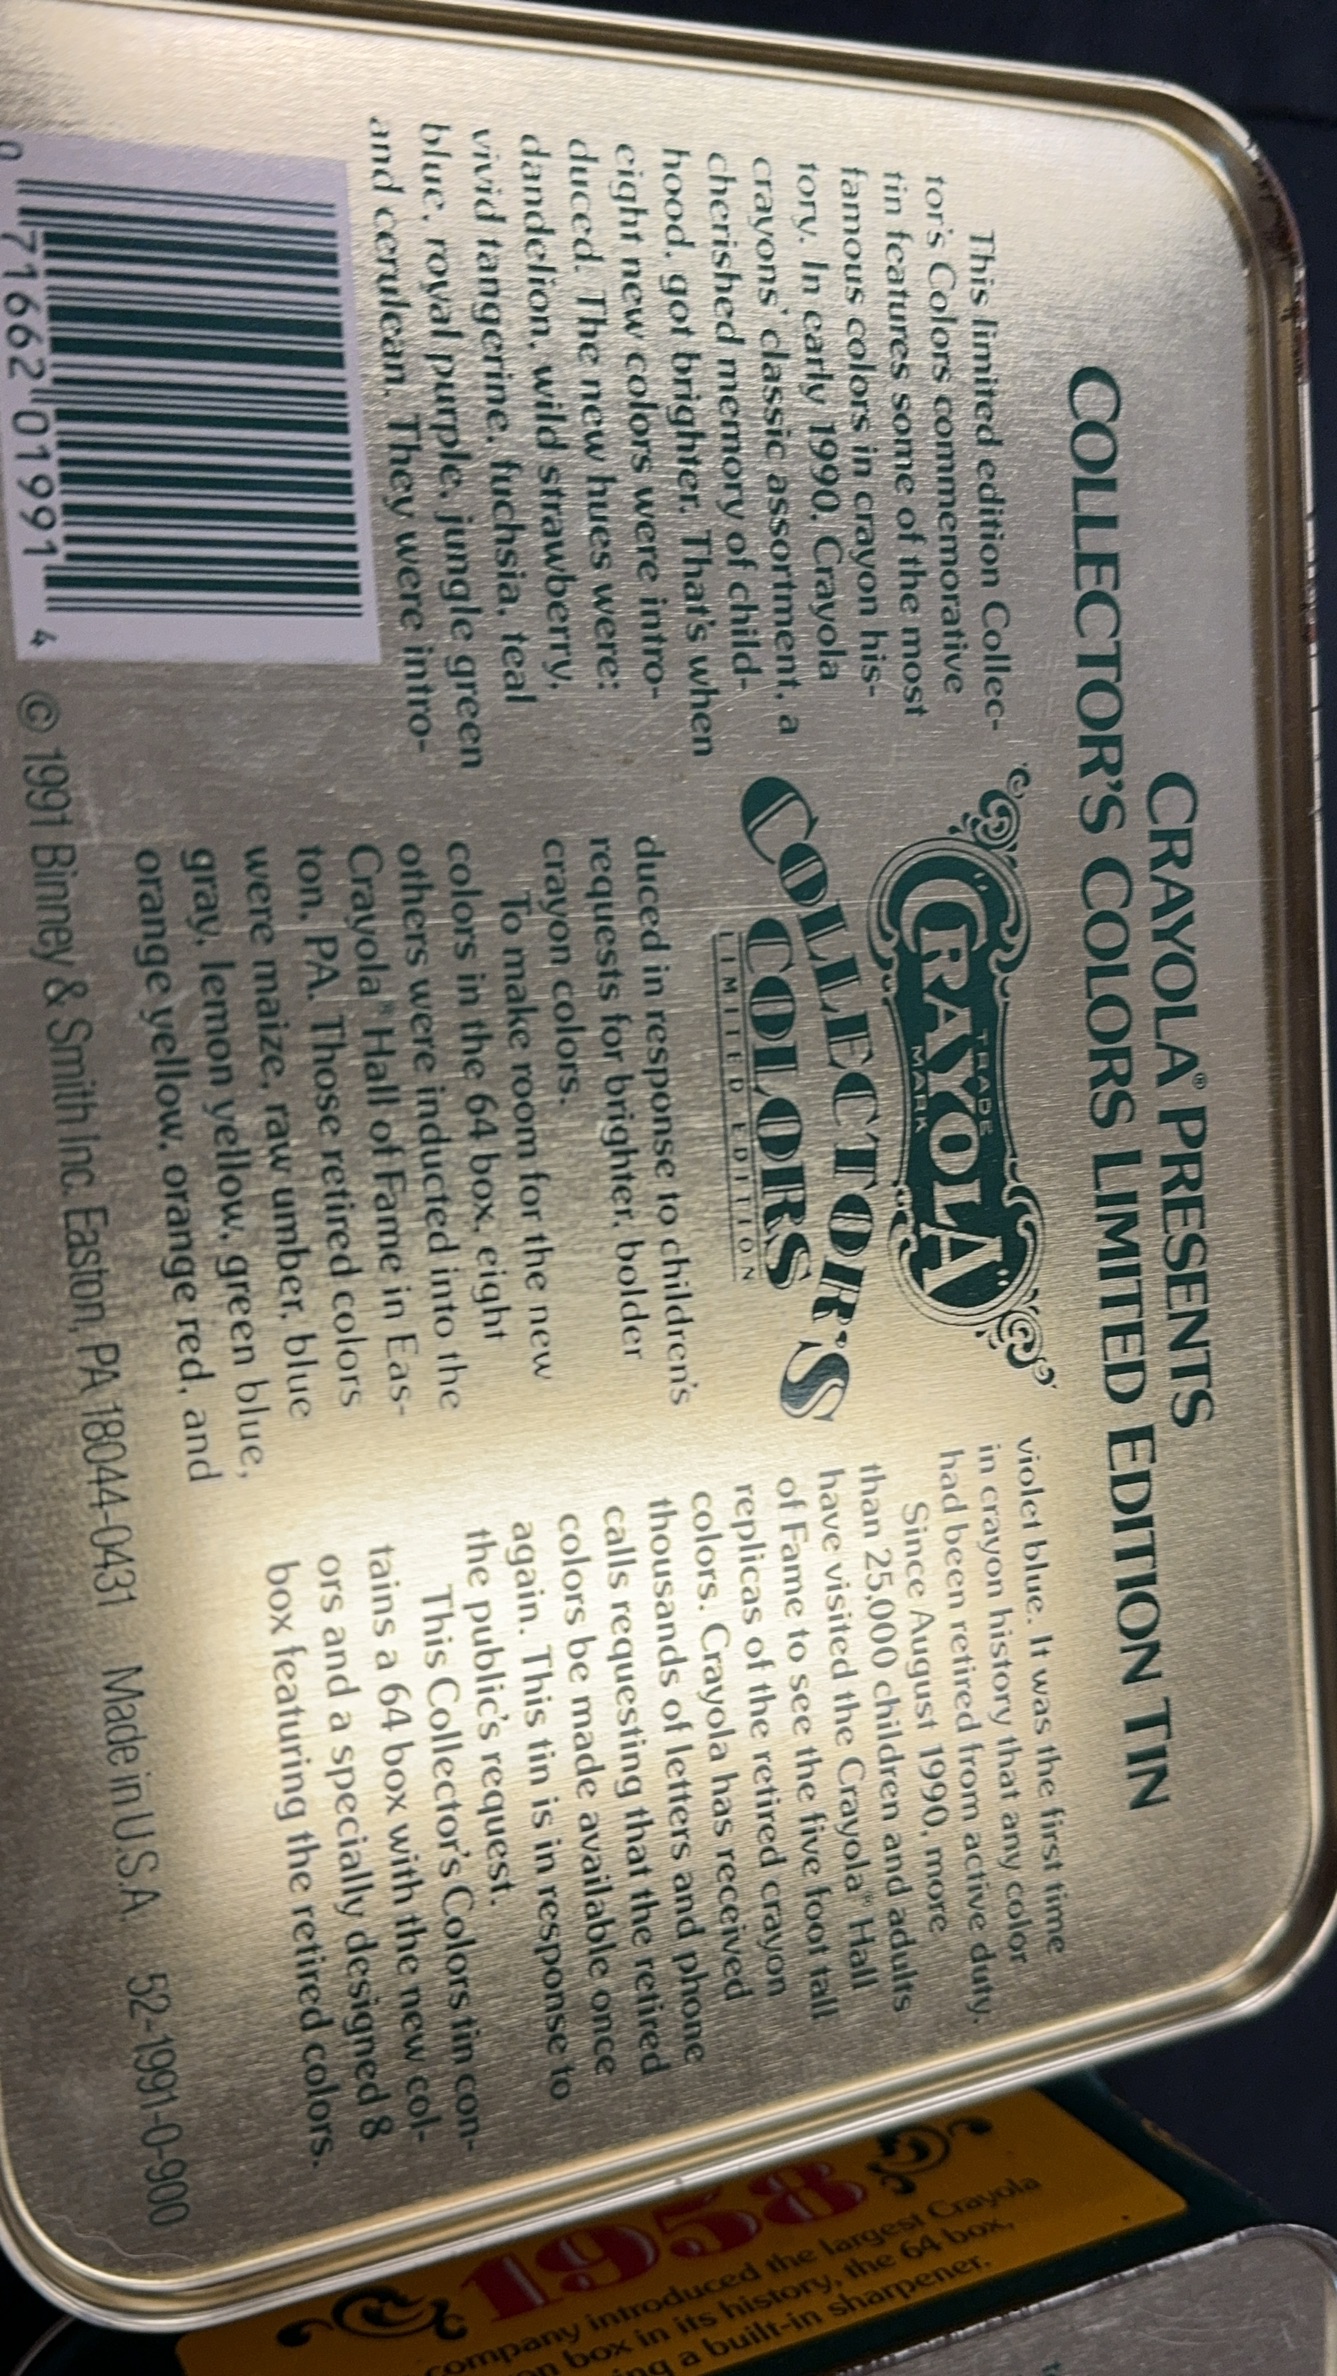 CRAYOLA® PRESENTS
COLLECTOR'S COLORS LIMITED EDITION TIN
This limited edition Collec-
tor's Colors commemorative
tin features some of the most
famous colors in crayon his-
tory. In early 1990, Crayola
crayons' classic assortment, a
cherished memory of child-
hood, got brighter. That's when
eight new colors were intro-
duced. The new hues were:
dandelion, wild strawberry,
vivid tangerine, fuchsia, teal
blue, royal purple, jungle green
and cerulean. They were intro-
"CRAYOLA"
TRADE MARK
COLLECTOR'S
COLORS
LIMITED EDITION
duced in response to children's
requests for brighter, bolder
crayon colors.
To make room for the new
colors in the 64 box, eight
others were inducted into the
Crayola® Hall of Fame in Eas-
ton, PA. Those retired colors
were maize, raw umber, blue
gray, lemon yellow, green blue,
orange yellow, orange red, and
violet blue. It was the first time
in crayon history that any color
had been retired from active duty.
Since August 1990, more
than 25,000 children and adults
have visited the Crayola® Hall
of Fame to see the five foot tall
replicas of the retired crayon
colors. Crayola has received
thousands of letters and phone
calls requesting that the retired
colors be made available once
again. This tin is in response to
the public's request.
This Collector's Colors tin con-
tains a 64 box with the new col-
ors and a specially designed 8
box featuring the retired colors.
0 71662 01991 4
© 1991 Binney & Smith Inc. Easton, PA 18044-0431 Made in U.S.A. 52-1991-0-900
1958
company introduced the largest Crayola
box in its history, the 64 box,
a built-in sharpener.